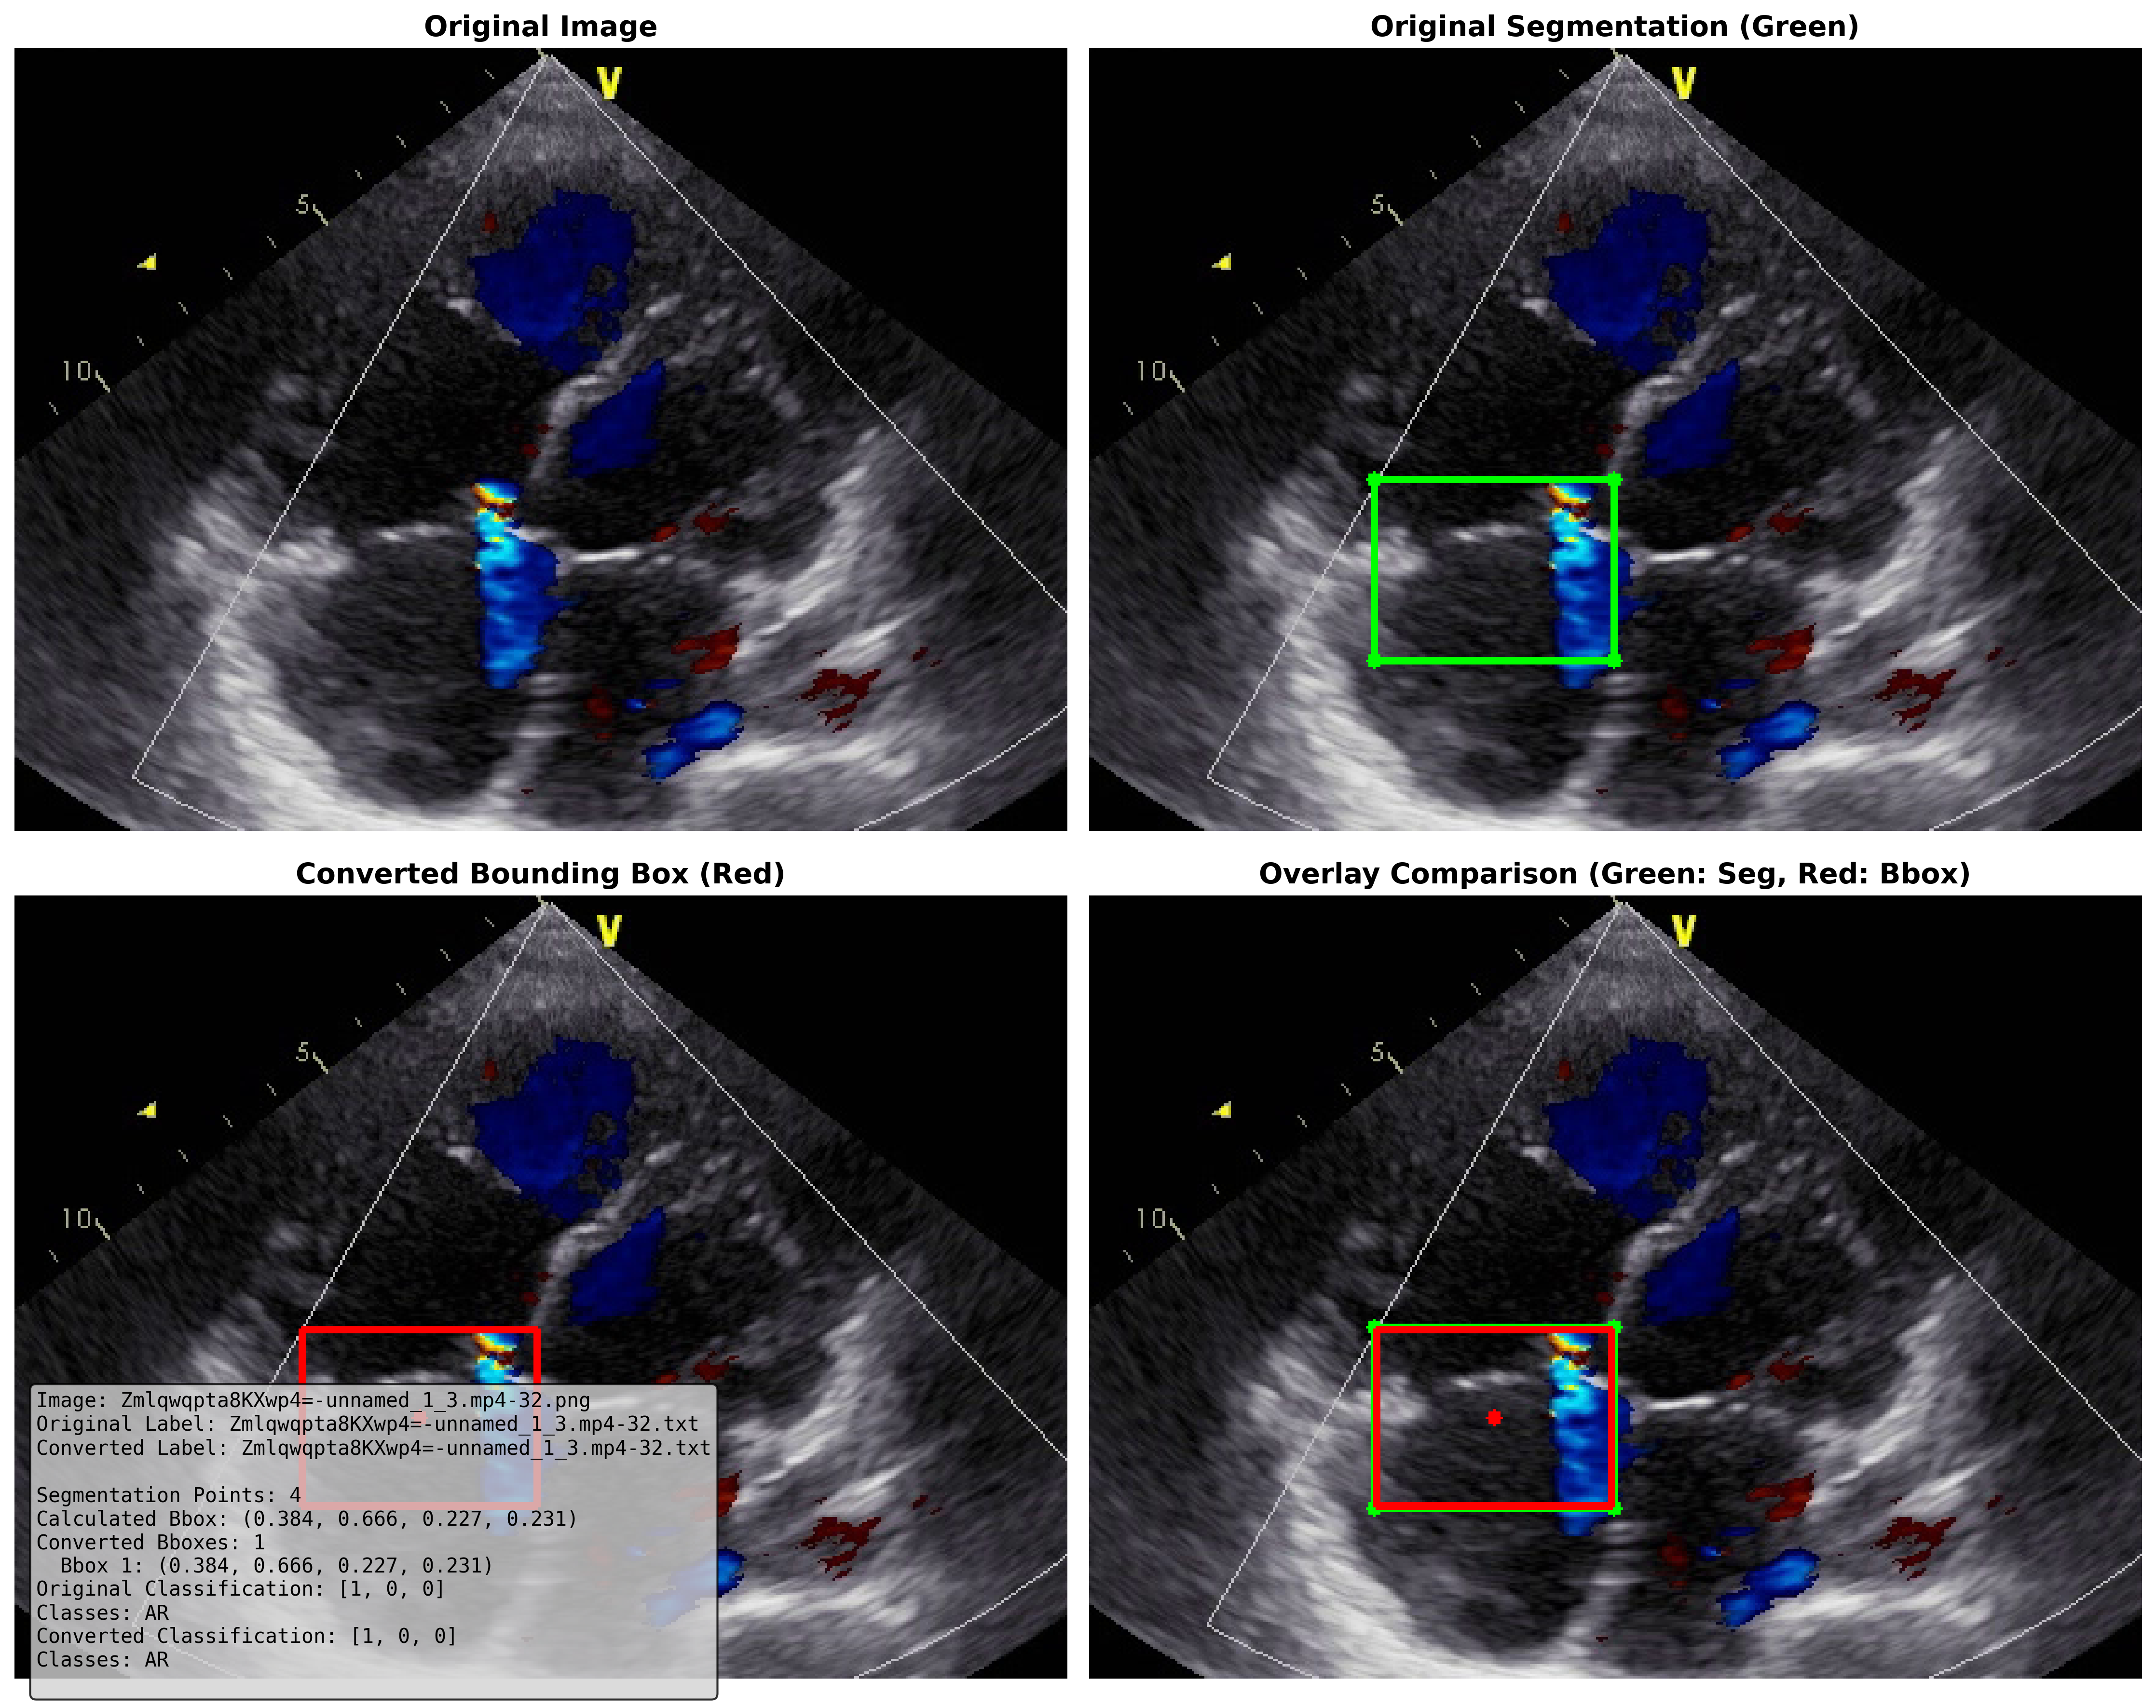 Original Image
Original Segmentation (Green)
V
5
10
V
5
10
Converted Bounding Box (Red)
Overlay Comparison (Green: Seg, Red: Bbox)
V
5
10
V
5
10
Image: Zmlqwqpta8KXwp4=-unnamed_1_3.mp4-32.png
Original Label: Zmlqwqpta8KXwp4=-unnamed_1_3.mp4-32.txt
Converted Label: Zmlqwqpta8KXwp4=-unnamed_1_3.mp4-32.txt
Segmentation Points: 4
Calculated Bbox: (0.384, 0.666, 0.227, 0.231)
Converted Bboxes: 1
Bbox 1: (0.384, 0.666, 0.227, 0.231)
Original Classification: [1, 0, 0]
Classes: AR
Converted Classification: [1, 0, 0]
Classes: AR